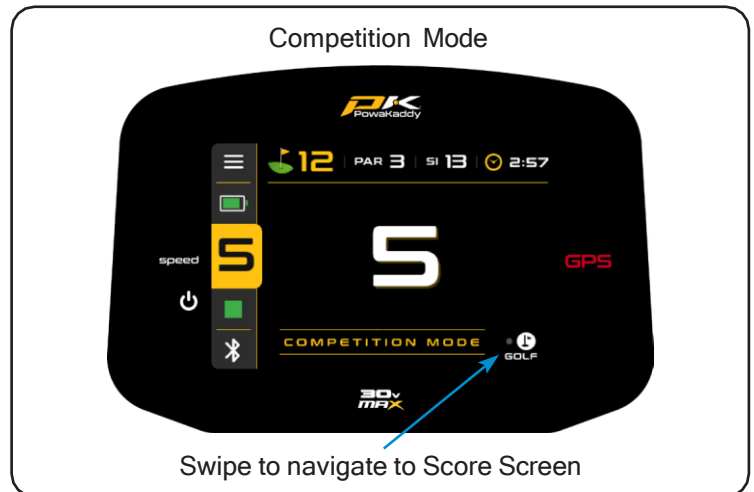 Competition Mode
PK
PowaKaddy
12 PAR 3 SI 13 2:57
speed 5 5 GPS
COMPETITION MODE
GOLF
30v
MAX
Swipe to navigate to Score Screen